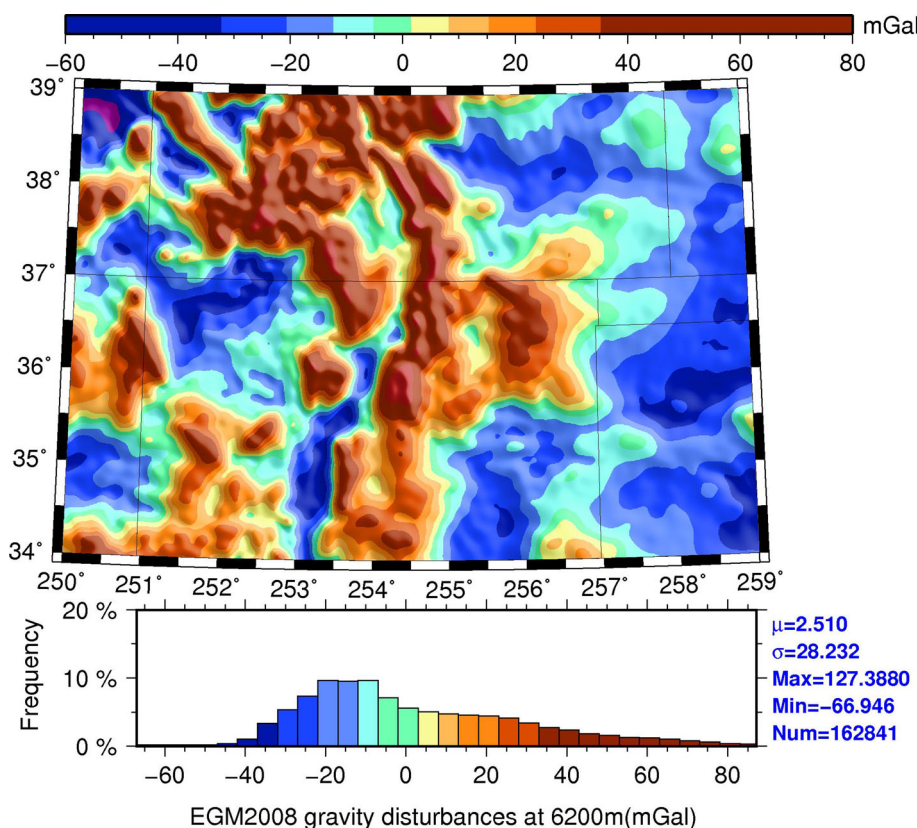 −60 −40 −20 0 20 40 60 80 mGal
39°
38°
37°
36°
35°
34°
250° 251° 252° 253° 254° 255° 256° 257° 258° 259°
Frequency
20 %
10 %
0 %
−60 −40 −20 0 20 40 60 80
μ=2.510
σ=28.232
Max=127.3880
Min=−66.946
Num=162841
EGM2008 gravity disturbances at 6200m(mGal)